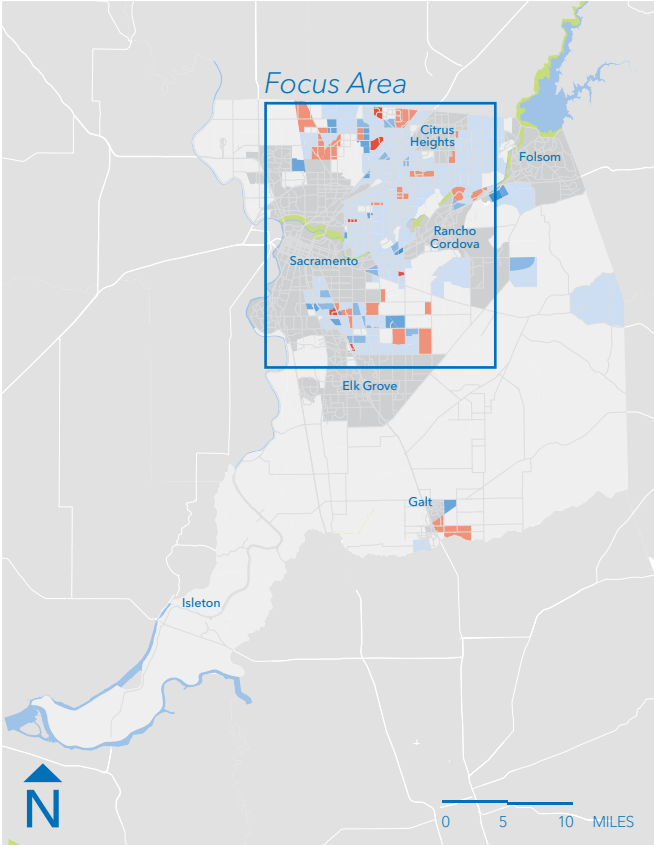 Focus Area
Citrus
Heights
Folsom
Rancho
Cordova
Sacramento
Elk Grove
Galt
Isleton
N
0 5 10 MILES